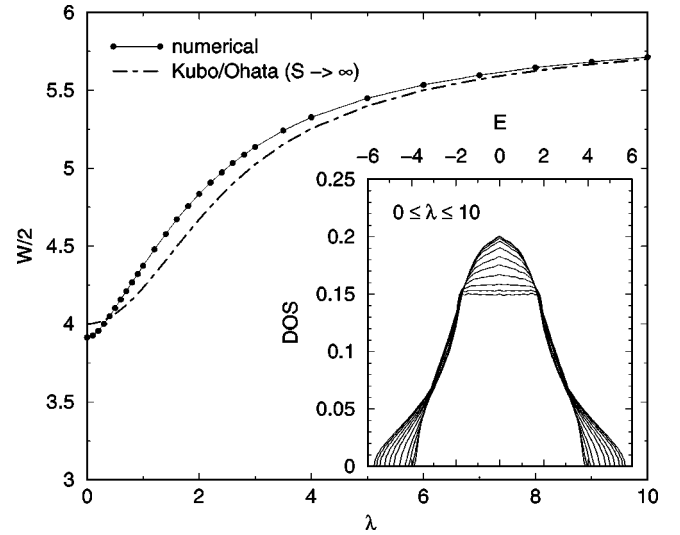 6
numerical
Kubo/Ohata (S −> ∞)
5.5
E
−6 −4 −2 0 2 4 6
0.25
0 ≤ λ ≤ 10
5
0.2
W/2
4.5
0.15
DOS
4
0.1
3.5
0.05
0
3
0 2 4 6 8 10
λ